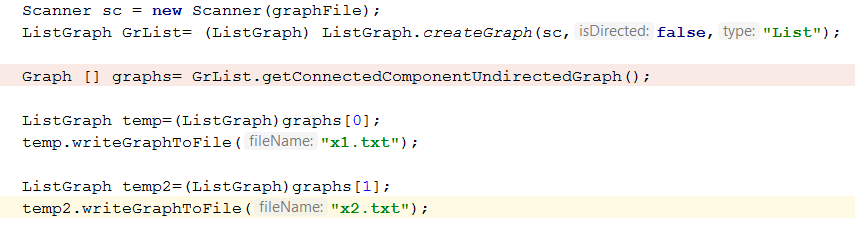 Scanner sc = new Scanner(graphFile);
ListGraph GrList= (ListGraph) ListGraph.createGraph(sc, isDirected: false, type: "List");
Graph [] graphs= GrList.getConnectedComponentUndirectedGraph();
ListGraph temp=(ListGraph)graphs[0];
temp.writeGraphToFile( fileName: "x1.txt");
ListGraph temp2=(ListGraph)graphs[1];
temp2.writeGraphToFile( fileName: "x2.txt");